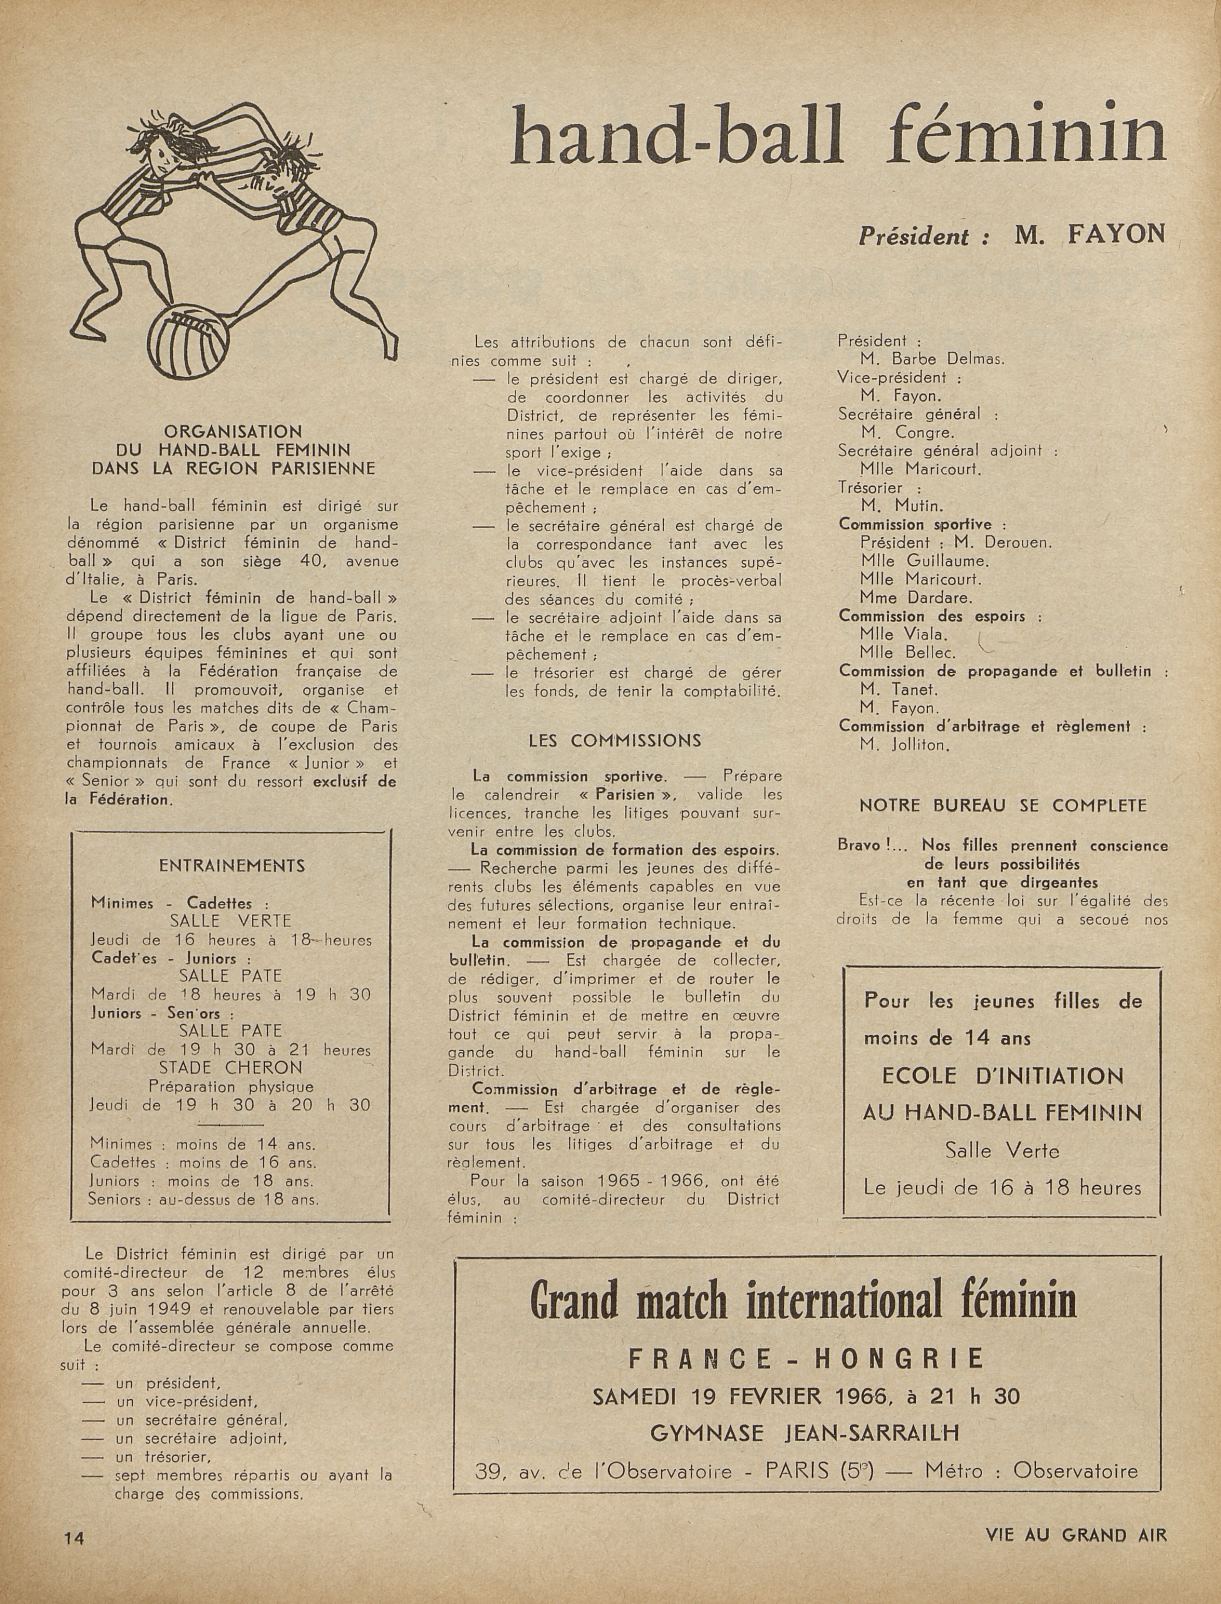 hand-ball féminin
Président : M. FAYON
ORGANISATION
DU HAND-BALL FEMININ
DANS LA REGION PARISIENNE
Le hand-ball féminin est dirigé sur
la région parisienne par un organisme
dénommé « District féminin de hand-
ball » qui a son siège 40, avenue
d'Italie, à Paris.
Le « District féminin de hand-ball »
dépend directement de la ligue de Paris.
Il groupe tous les clubs ayant une ou
plusieurs équipes féminines et qui sont
affiliées à la Fédération française de
hand-ball. Il promouvoit, organise et
contrôle tous les matches dits de « Cham-
pionnat de Paris », de coupe de Paris
et tournois amicaux à l'exclusion des
championnats de France « Junior » et
« Senior » qui sont du ressort exclusif de
la Fédération.
ENTRAINEMENTS
Minimes - Cadettes :
SALLE VERTE
Jeudi de 16 heures à 18 heures
Cadet'es - Juniors :
SALLE PATE
Mardi de 18 heures à 19 h 30
Juniors - Sen'ors :
SALLE PATE
Mardi de 19 h 30 à 21 heures
STADE CHERON
Préparation physique
Jeudi de 19 h 30 à 20 h 30
Minimes : moins de 14 ans.
Cadettes : moins de 16 ans.
Juniors : moins de 18 ans.
Seniors : au-dessus de 18 ans.
Le District féminin est dirigé par un
comité-directeur de 12 membres élus
pour 3 ans selon l'article 8 de l'arrêté
du 8 juin 1949 et renouvelable par tiers
lors de l'assemblée générale annuelle.
Le comité-directeur se compose comme
suit :
— un président,
— un vice-président,
— un secrétaire général,
— un secrétaire adjoint,
— un trésorier,
— sept membres répartis ou ayant la
charge des commissions.
Les attributions de chacun sont défi-
nies comme suit :
— le président est chargé de diriger,
de coordonner les activités du
District, de représenter les fémi-
nines partout où l'intérêt de notre
sport l'exige ;
— le vice-président l'aide dans sa
tâche et le remplace en cas d'em-
pêchement ;
— le secrétaire général est chargé de
la correspondance tant avec les
clubs qu'avec les instances supé-
rieures. Il tient le procès-verbal
des séances du comité ;
— le secrétaire adjoint l'aide dans sa
tâche et le remplace en cas d'em-
pêchement ;
— le trésorier est chargé de gérer
les fonds, de tenir la comptabilité.
LES COMMISSIONS
La commission sportive. — Prépare
le calendreir « Parisien », valide les
licences, tranche les litiges pouvant sur-
venir entre les clubs.
La commission de formation des espoirs.
— Recherche parmi les jeunes des diffé-
rents clubs les éléments capables en vue
des futures sélections, organise leur entraî-
nement et leur formation technique.
La commission de propagande et du
bulletin. — Est chargée de collecter,
de rédiger, d'imprimer et de router le
plus souvent possible le bulletin du
District féminin et de mettre en œuvre
tout ce qui peut servir à la propa-
gande du hand-ball féminin sur le
District.
Commission d'arbitrage et de règle-
ment. — Est chargée d'organiser des
cours d'arbitrage et des consultations
sur tous les litiges d'arbitrage et du
règlement.
Pour la saison 1965 - 1966, ont été
élus, au comité-directeur du District
féminin :
Président :
M. Barbe Delmas.
Vice-président :
M. Fayon.
Secrétaire général :
M. Congre.
Secrétaire général adjoint :
Mlle Maricourt.
Trésorier :
M. Mutin.
Commission sportive :
Président : M. Derouen.
Mlle Guillaume.
Mlle Maricourt.
Mme Dardare.
Commission des espoirs :
Mlle Viala.
Mlle Bellec.
Commission de propagande et bulletin :
M. Tanet.
M. Fayon.
Commission d'arbitrage et règlement :
M. Jolliton.
NOTRE BUREAU SE COMPLETE
Bravo !... Nos filles prennent conscience
de leurs possibilités
en tant que dirgeantes
Est-ce la récente loi sur l'égalité des
droits de la femme qui a secoué nos
Pour les jeunes filles de
moins de 14 ans
ECOLE D'INITIATION
AU HAND-BALL FEMININ
Salle Verte
Le jeudi de 16 à 18 heures
Grand match international féminin
FRANCE - HONGRIE
SAMEDI 19 FEVRIER 1966, à 21 h 30
GYMNASE JEAN-SARRAILH
39, av. de l'Observatoire - PARIS (5e) — Métro : Observatoire
14
VIE AU GRAND AIR